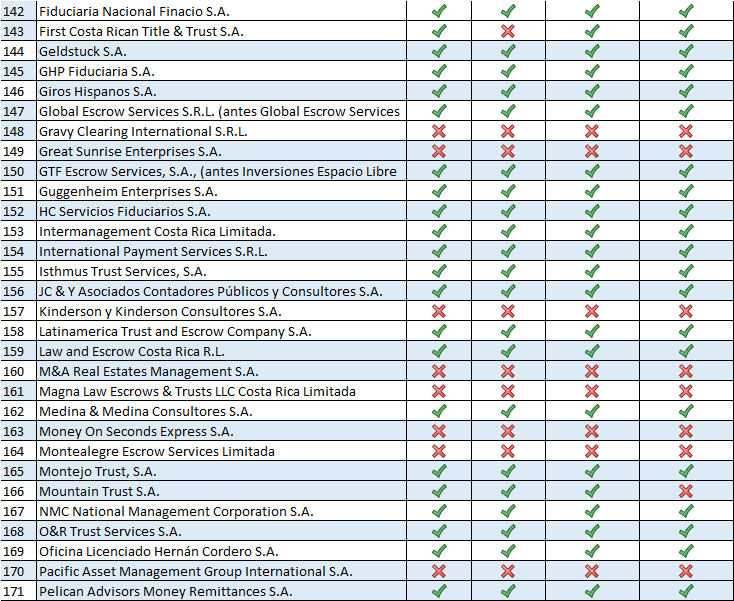 142 Fiduciaria Nacional Finacio S.A.
143 First Costa Rican Title & Trust S.A.
144 Geldstuck S.A.
145 GHP Fiduciaria S.A.
146 Giros Hispanos S.A.
147 Global Escrow Services S.R.L. (antes Global Escrow Services
148 Gravy Clearing International S.R.L.
149 Great Sunrise Enterprises S.A.
150 GTF Escrow Services, S.A., (antes Inversiones Espacio Libre
151 Guggenheim Enterprises S.A.
152 HC Servicios Fiduciarios S.A.
153 Intermanagement Costa Rica Limitada.
154 International Payment Services S.R.L.
155 Isthmus Trust Services, S.A.
156 JC & Y Asociados Contadores Públicos y Consultores S.A.
157 Kinderson y Kinderson Consultores S.A.
158 Latinamerica Trust and Escrow Company S.A.
159 Law and Escrow Costa Rica R.L.
160 M&A Real Estates Management S.A.
161 Magna Law Escrows & Trusts LLC Costa Rica Limitada
162 Medina & Medina Consultores S.A.
163 Money On Seconds Express S.A.
164 Montealegre Escrow Services Limitada
165 Montejo Trust, S.A.
166 Mountain Trust S.A.
167 NMC National Management Corporation S.A.
168 O&R Trust Services S.A.
169 Oficina Licenciado Hernán Cordero S.A.
170 Pacific Asset Management Group International S.A.
171 Pelican Advisors Money Remittances S.A.